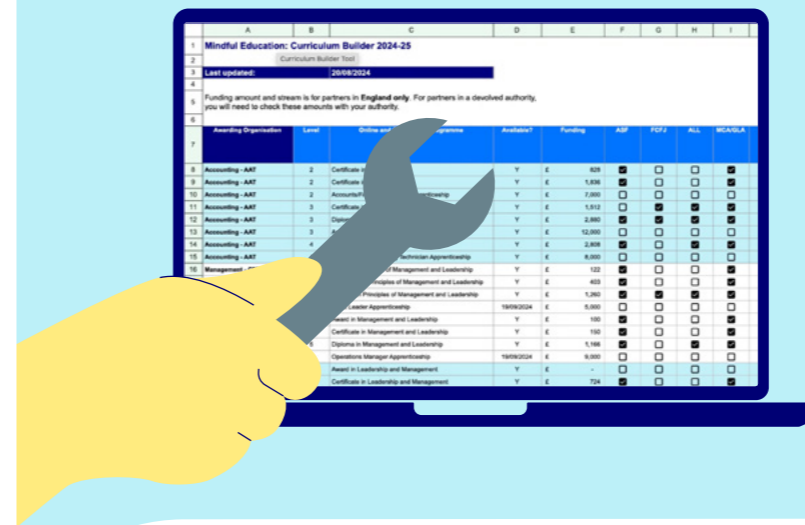 A B C D E F G H I
1 Mindful Education: Curriculum Builder 2024-25
2 Curriculum Builder Tool
3 Last updated: 20/08/2024
4
5 Funding amount and stream is for partners in England only. For partners in a devolved authority,
you will need to check these amounts with your authority.
6
7 Awarding Organisation Level Online and Programme Available? Funding ASF FCFJ ALL MCA/GLA
8 Accounting - AAT 2 Certificate Y £
9 Accounting - AAT 2 Certificate Y £ 1,836
10 Accounting - AAT 2 Y £ 7,000
11 Accounting - AAT 3 Certificate Y £ 1,512
12 Accounting - AAT 3 Y £ 2,880
13 Accounting - AAT 3 Y £ 12,000
14 Accounting - AAT 4 Y £ 2,808
15 Accounting - AAT Technician Apprenticeship Y £ 8,000
16 Management of Management and Leadership Y £ 122
Principles of Management and Leadership Y £ 403
Principles of Management and Leadership Y £ 1,260
Leader Apprenticeship 19/09/2024 £ 5,000
Award in Management and Leadership Y £ 100
Certificate in Management and Leadership Y £ 150
5 Diploma in Management and Leadership Y £ 1,166
Operations Manager Apprenticeship 19/09/2024 £ 9,000
Award in Leadership and Management Y £ -
Certificate in Leadership and Management Y £ 724